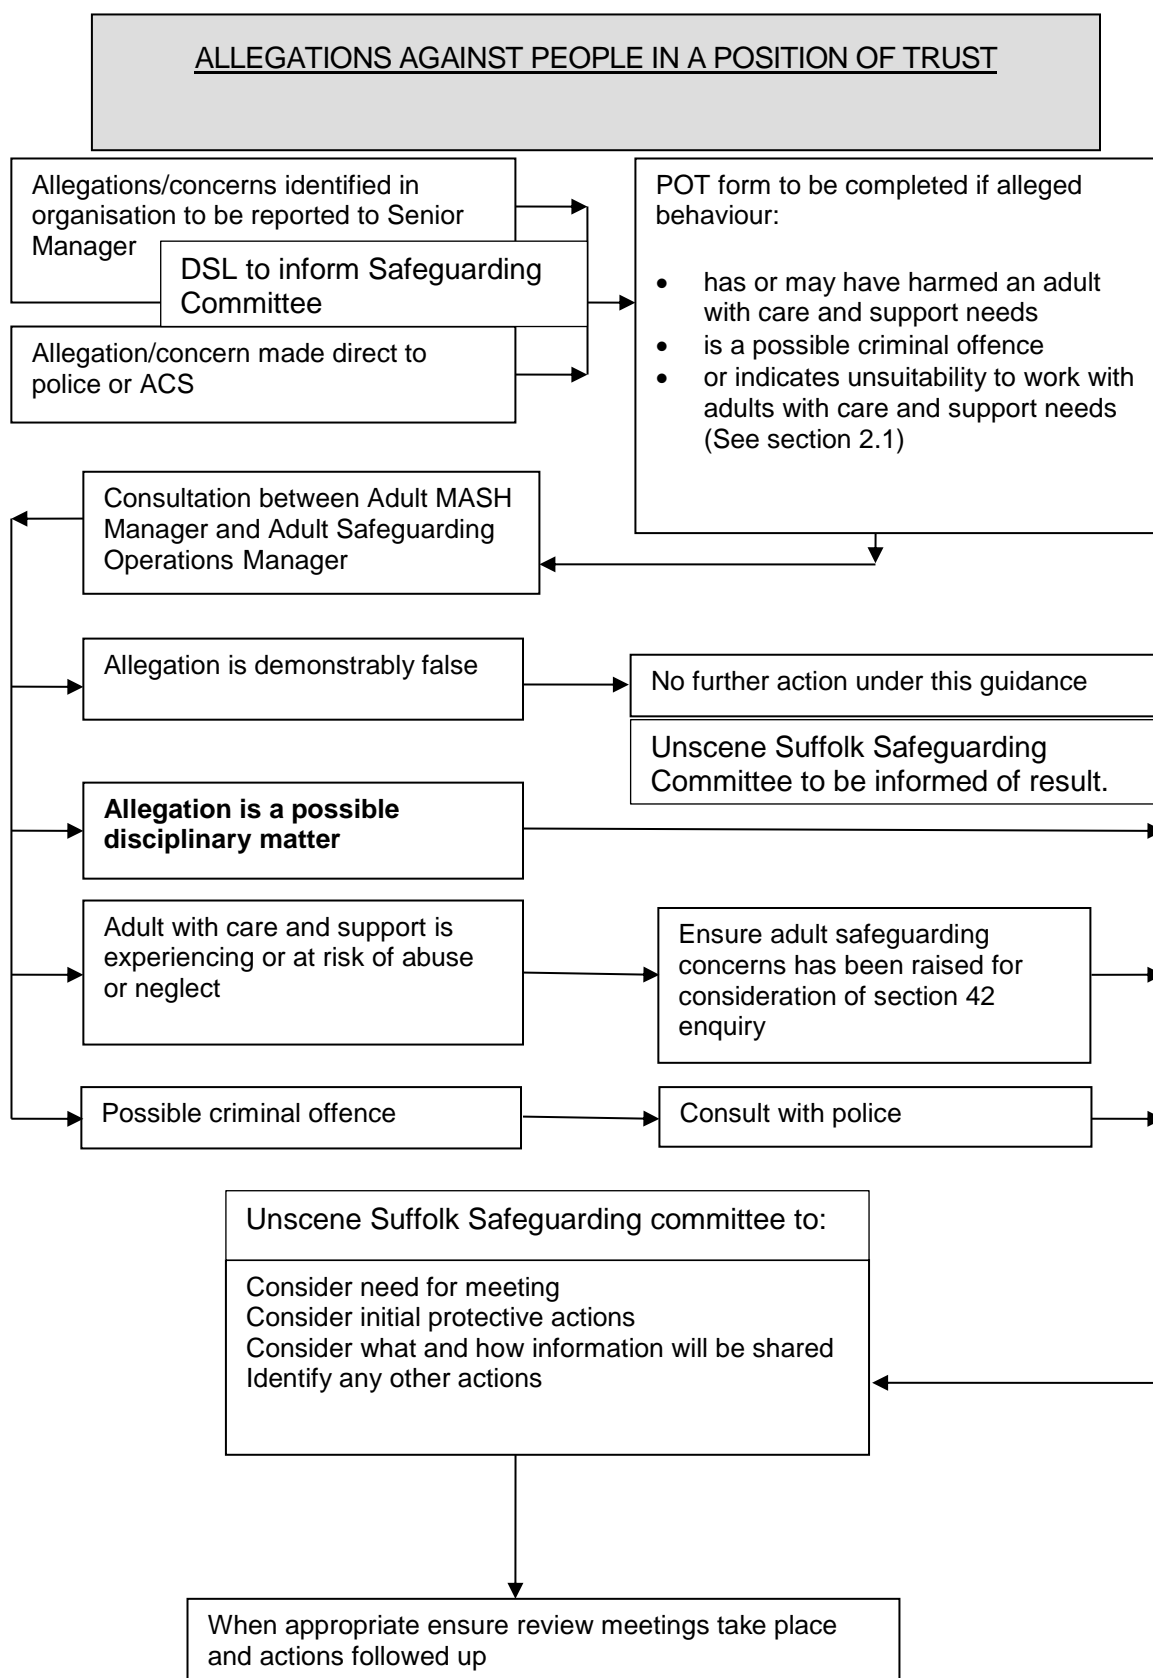 ALLEGATIONS AGAINST PEOPLE IN A POSITION OF TRUST
Allegations/concerns identified in
organisation to be reported to Senior
Manager
DSL to inform Safeguarding
Committee
Allegation/concern made direct to
police or ACS
POT form to be completed if alleged
behaviour:
• has or may have harmed an adult
with care and support needs
• is a possible criminal offence
• or indicates unsuitability to work with
adults with care and support needs
(See section 2.1)
Consultation between Adult MASH
Manager and Adult Safeguarding
Operations Manager
Allegation is demonstrably false
No further action under this guidance
Unscene Suffolk Safeguarding
Committee to be informed of result.
Allegation is a possible
disciplinary matter
Adult with care and support is
experiencing or at risk of abuse
or neglect
Ensure adult safeguarding
concerns has been raised for
consideration of section 42
enquiry
Possible criminal offence
Consult with police
Unscene Suffolk Safeguarding committee to:
Consider need for meeting
Consider initial protective actions
Consider what and how information will be shared
Identify any other actions
When appropriate ensure review meetings take place
and actions followed up